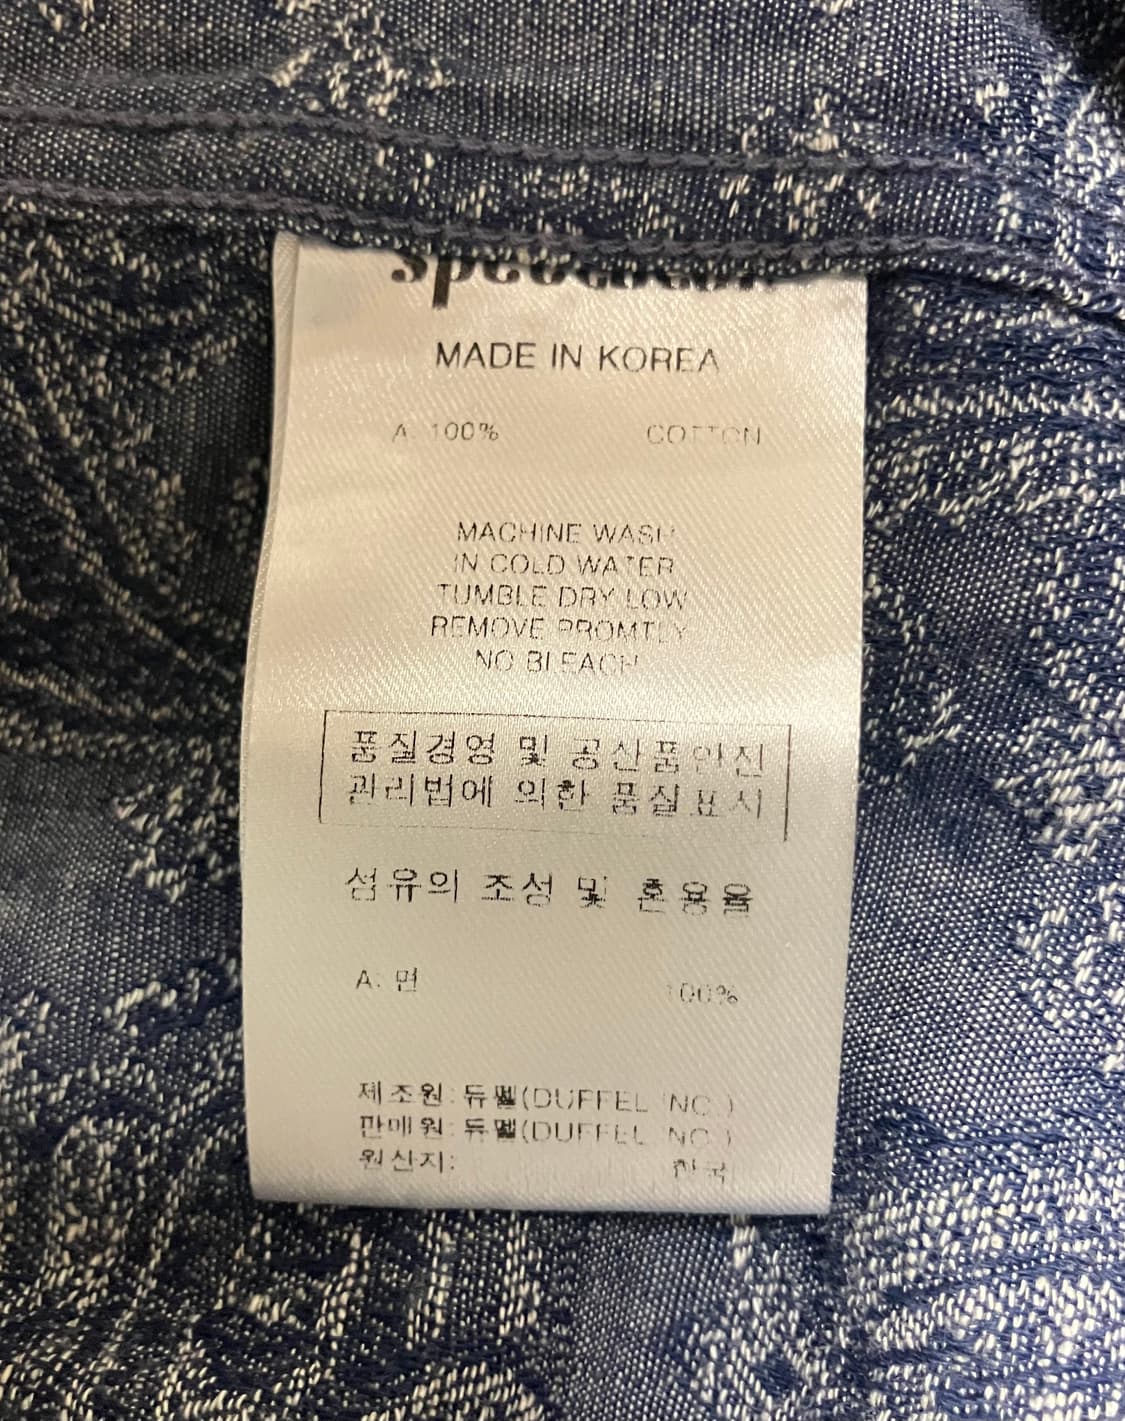 MADE IN KOREA
A: 100% COTTON
MACHINE WASH
IN COLD WATER
TUMBLE DRY LOW
REMOVE PROMTLY
NO BLEACH
품질경영 및 공산품안전
관리법에 의한 품질표시
섬유의 조성 및 혼용율
A: 면 100%
제조원: 듀펠(DUFFEL INC.)
판매원: 듀펠(DUFFEL INC.)
원산지: 한국